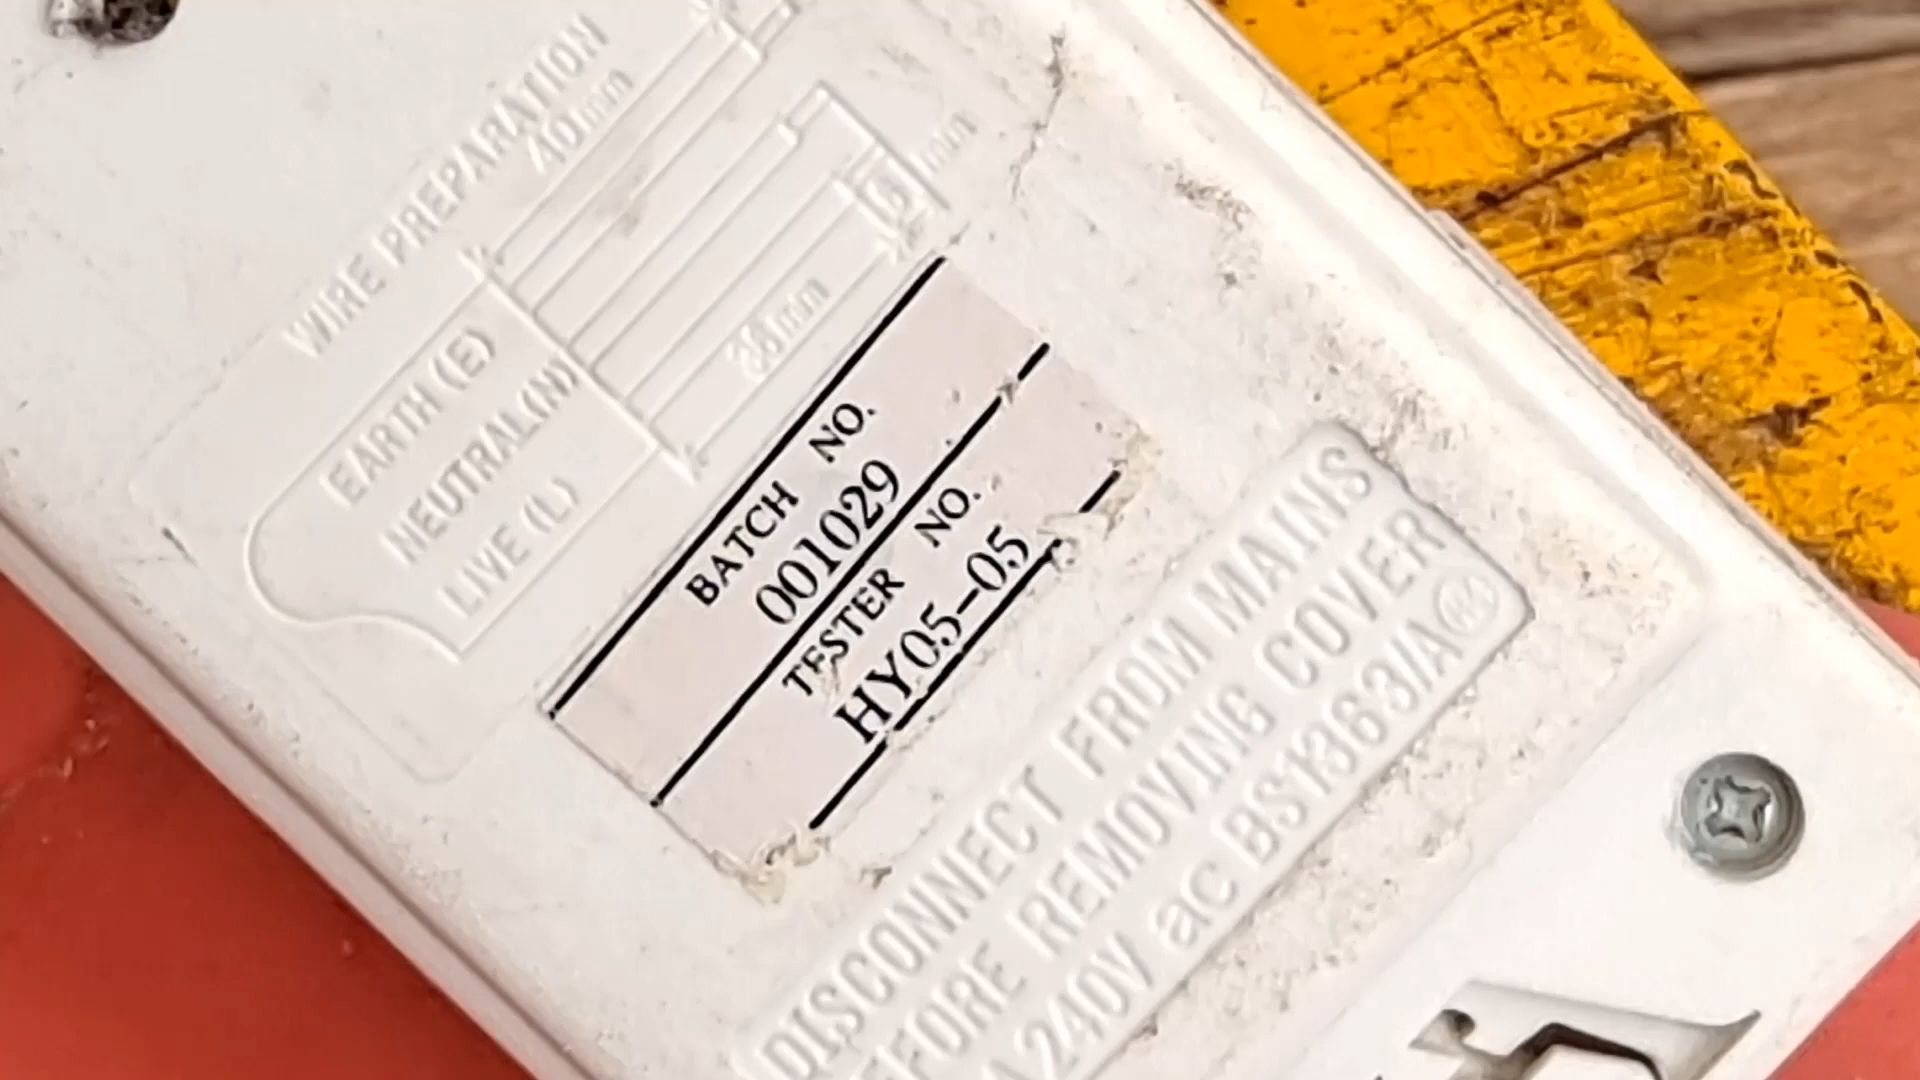 WIRE PREPARATION
40mm
EARTH (E)
NEUTRAL(N)
LIVE (L)
BATCH NO.
001029
TESTER NO.
HY05-05
DISCONNECT FROM MAINS
REMOVING COVER
240V ac BS1363/A